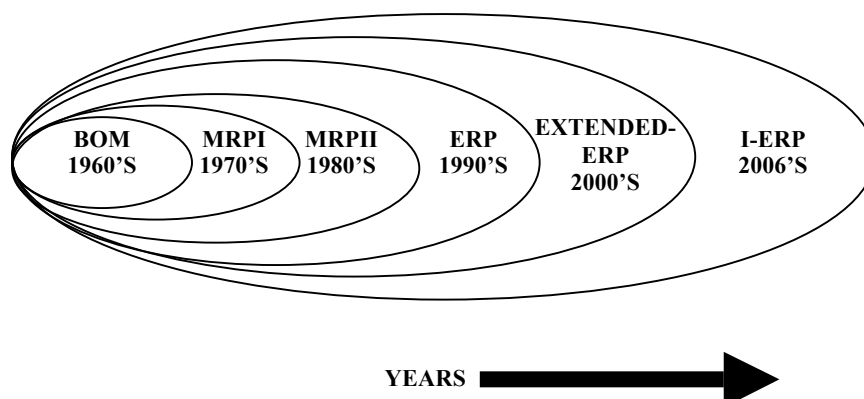 BOM
1960'S
MRPI
1970'S
MRPII
1980'S
ERP
1990'S
EXTENDED-
ERP
2000'S
I-ERP
2006'S
YEARS